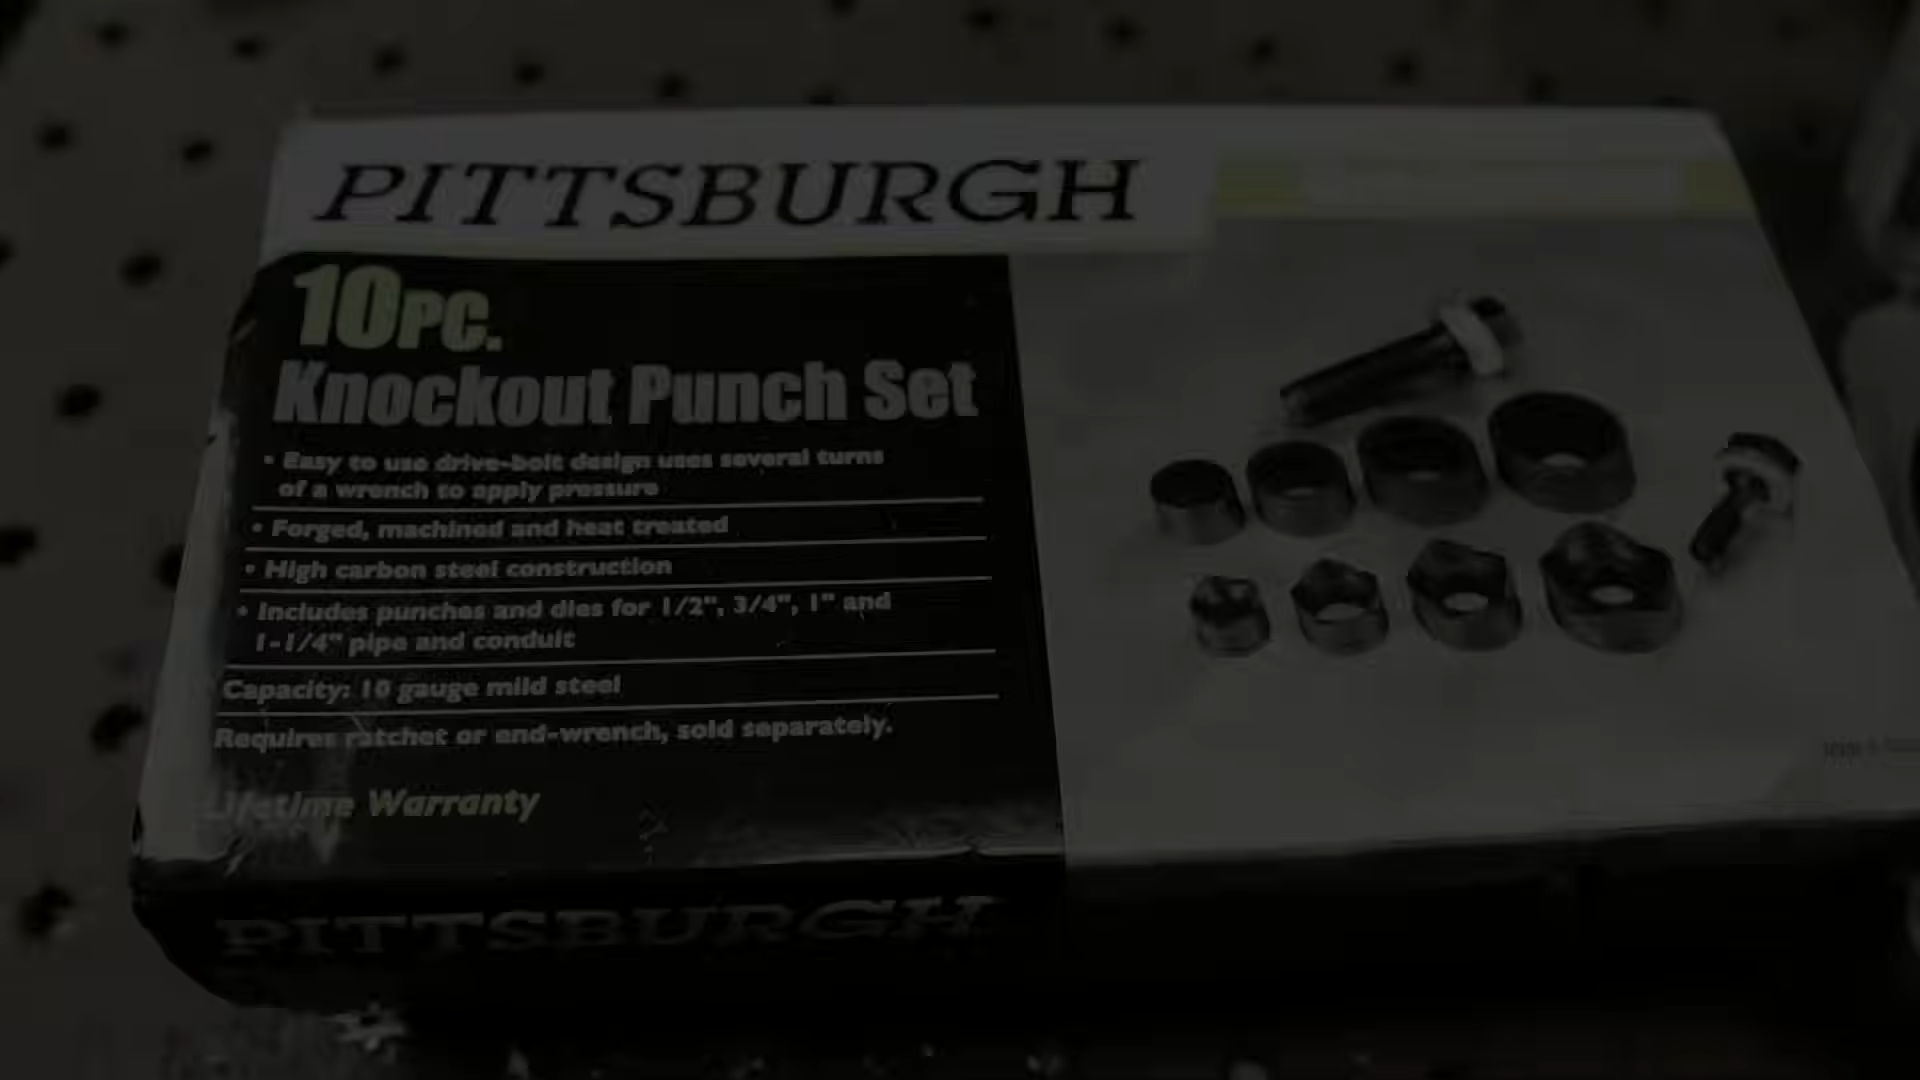 PITTSBURGH
10PC.
Knockout Punch Set
• Easy to use drive-bolt design uses several turns
of a wrench to apply pressure
• Forged, machined and heat treated
• High carbon steel construction
• Includes punches and dies for 1/2", 3/4", 1" and
1-1/4" pipe and conduit
Capacity: 10 gauge mild steel
Requires ratchet or end-wrench, sold separately.
Lifetime Warranty
PITTSBURGH